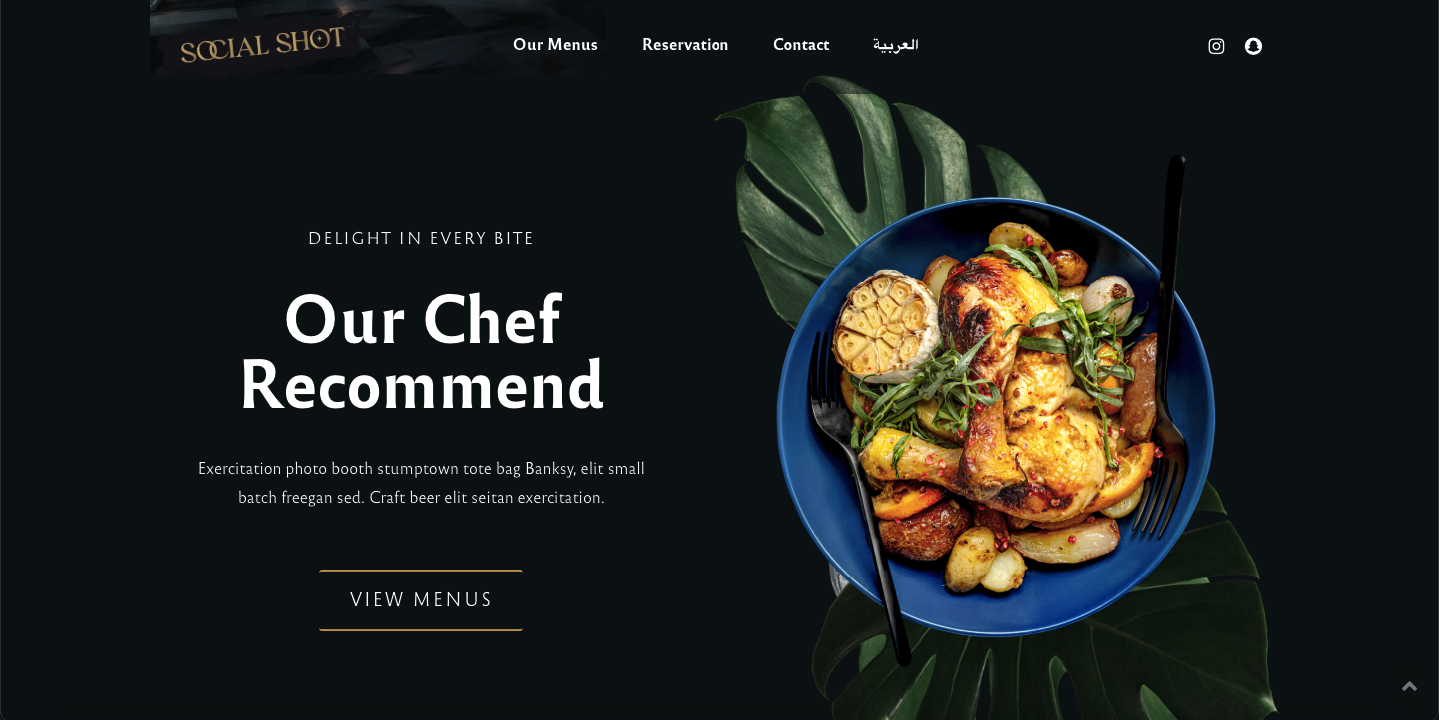 SOCIAL SHOT
Our Menus
Reservation
Contact
العربية
DELIGHT IN EVERY BITE
Our Chef
Recommend
Exercitation photo booth stumptown tote bag Banksy, elit small
batch freegan sed. Craft beer elit seitan exercitation.
VIEW MENUS